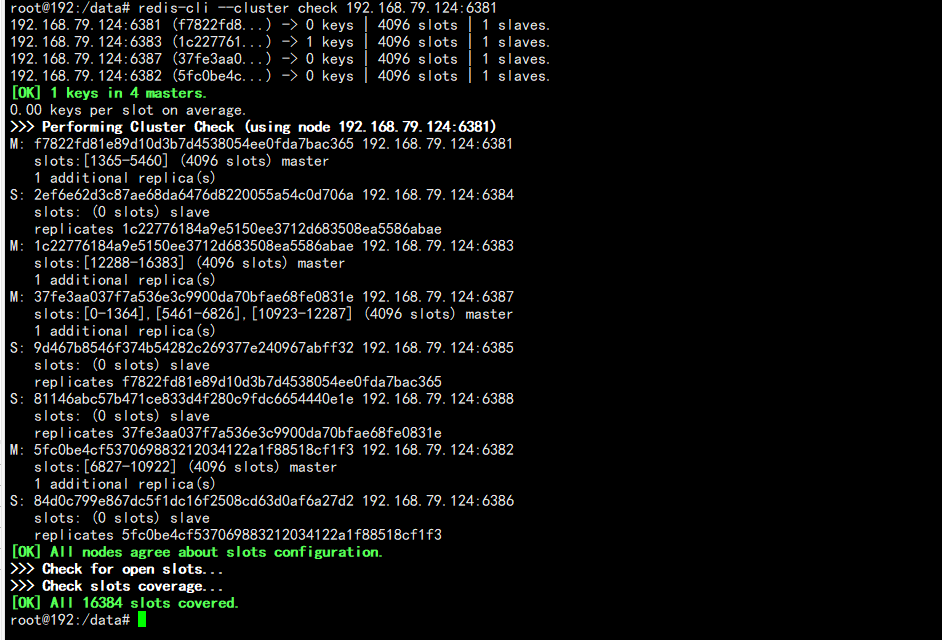 root@192:/data# redis-cli --cluster check 192.168.79.124:6381
192.168.79.124:6381 (f7822fd8...) -> 0 keys | 4096 slots | 1 slaves.
192.168.79.124:6383 (1c227761...) -> 1 keys | 4096 slots | 1 slaves.
192.168.79.124:6387 (37fe3aa0...) -> 0 keys | 4096 slots | 1 slaves.
192.168.79.124:6382 (5fc0be4c...) -> 0 keys | 4096 slots | 1 slaves.
[OK] 1 keys in 4 masters.
0.00 keys per slot on average.
>>> Performing Cluster Check (using node 192.168.79.124:6381)
M: f7822fd81e89d10d3b7d4538054ee0fda7bac365 192.168.79.124:6381
   slots:[1365-5460] (4096 slots) master
   1 additional replica(s)
S: 2ef6e62d3c87ae68da6476d8220055a54c0d706a 192.168.79.124:6384
   slots: (0 slots) slave
   replicates 1c22776184a9e5150ee3712d683508ea5586abae
M: 1c22776184a9e5150ee3712d683508ea5586abae 192.168.79.124:6383
   slots:[12288-16383] (4096 slots) master
   1 additional replica(s)
M: 37fe3aa037f7a536e3c9900da70bfae68fe0831e 192.168.79.124:6387
   slots:[0-1364],[5461-6826],[10923-12287] (4096 slots) master
   1 additional replica(s)
S: 9d467b8546f374b54282c269377e240967abff32 192.168.79.124:6385
   slots: (0 slots) slave
   replicates f7822fd81e89d10d3b7d4538054ee0fda7bac365
S: 81146abc57b471ce833d4f280c9fdc6654440e1e 192.168.79.124:6388
   slots: (0 slots) slave
   replicates 37fe3aa037f7a536e3c9900da70bfae68fe0831e
M: 5fc0be4cf537069883212034122a1f88518cf1f3 192.168.79.124:6382
   slots:[6827-10922] (4096 slots) master
   1 additional replica(s)
S: 84d0c799e867dc5f1dc16f2508cd63d0af6a27d2 192.168.79.124:6386
   slots: (0 slots) slave
   replicates 5fc0be4cf537069883212034122a1f88518cf1f3
[OK] All nodes agree about slots configuration.
>>> Check for open slots...
>>> Check slots coverage...
[OK] All 16384 slots covered.
root@192:/data#